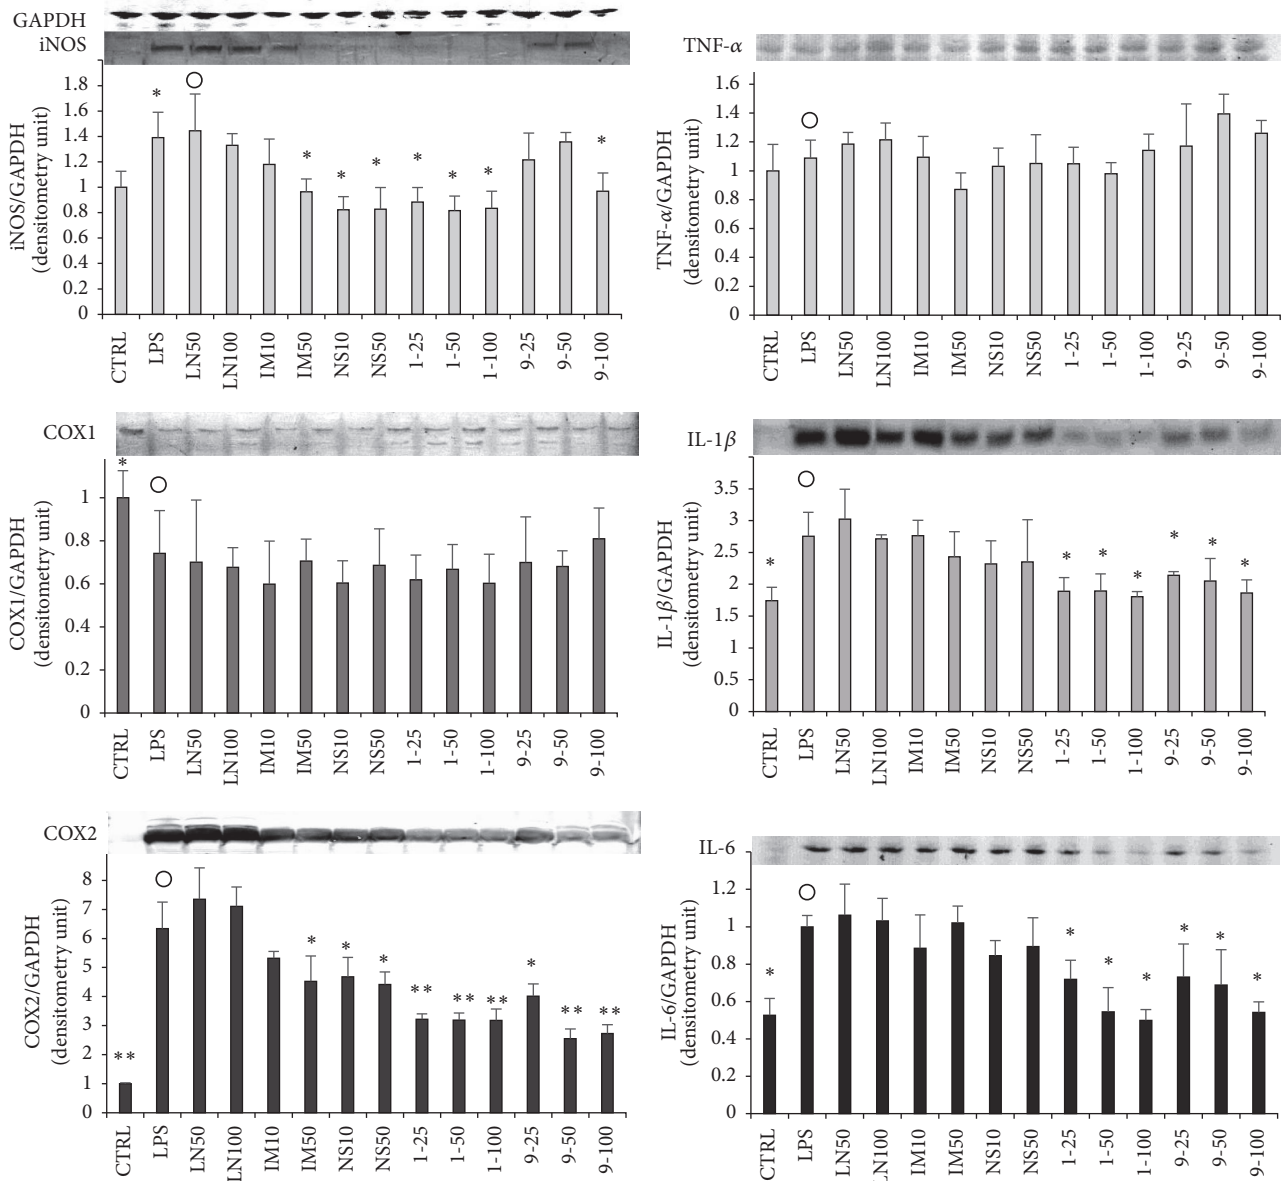 GAPDH
iNOS
iNOS/GAPDH
(densitometry unit)
1.8
1.6
1.4
1.2
1
0.8
0.6
0.4
0.2
0
* * * * * * * *
CTRL LPS LN50 LN100 IM10 IM50 NS10 NS50 1-25 1-50 1-100 9-25 9-50 9-100
TNF-α
TNF-α/GAPDH
(densitometry unit)
1.6
1.4
1.2
1
0.8
0.6
0.4
0.2
0
CTRL LPS LN50 LN100 IM10 IM50 NS10 NS50 1-25 1-50 1-100 9-25 9-50 9-100
COX1
COX1/GAPDH
(densitometry unit)
1
0.8
0.6
0.4
0.2
0
*
CTRL LPS LN50 LN100 IM10 IM50 NS10 NS50 1-25 1-50 1-100 9-25 9-50 9-100
IL-1β
IL-1β/GAPDH
(densitometry unit)
3.5
3
2.5
2
1.5
1
0.5
0
* * * * * * *
CTRL LPS LN50 LN100 IM10 IM50 NS10 NS50 1-25 1-50 1-100 9-25 9-50 9-100
COX2
COX2/GAPDH
(densitometry unit)
8
7
6
5
4
3
2
1
0
** * * * ** ** ** * ** **
CTRL LPS LN50 LN100 IM10 IM50 NS10 NS50 1-25 1-50 1-100 9-25 9-50 9-100
IL-6
IL-6/GAPDH
(densitometry unit)
1.2
1
0.8
0.6
0.4
0.2
0
* * * * * * *
CTRL LPS LN50 LN100 IM10 IM50 NS10 NS50 1-25 1-50 1-100 9-25 9-50 9-100